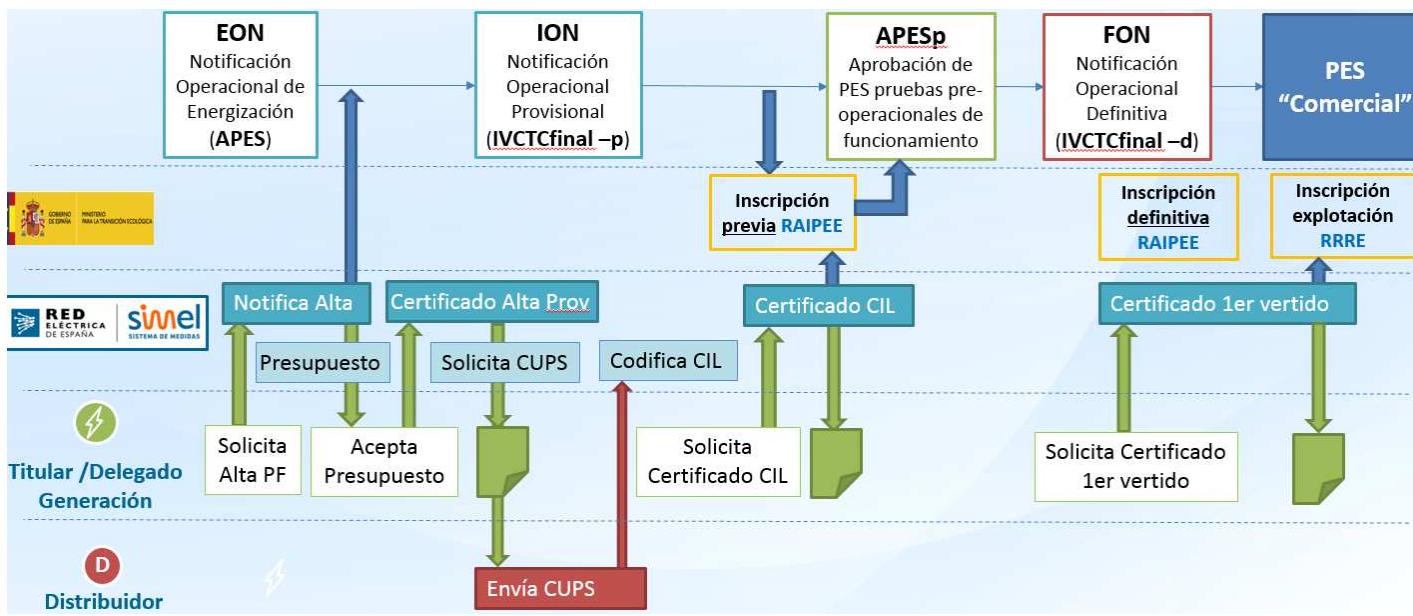 EON
Notificación
Operacional de
Energización
(APES)
ION
Notificación
Operacional
Provisional
(IVCTCfinal –p)
APESp
Aprobación de
PES pruebas pre-
operacionales de
funcionamiento
FON
Notificación
Operacional
Definitiva
(IVCTCfinal –d)
PES
“Comercial”
GOBIERNO
DE ESPAÑA
MINISTERIO
PARA LA TRANSICIÓN ECOLÓGICA
Inscripción
previa RAIPEE
Inscripción
definitiva
RAIPEE
Inscripción
explotación
RRRE
RED
ELÉCTRICA
DE ESPAÑA
simel
SISTEMA DE MEDIDAS
Notifica Alta
Certificado Alta Prov
Certificado CIL
Certificado 1er vertido
Presupuesto
Solicita CUPS
Codifica CIL
Titular /Delegado
Generación
Solicita
Alta PF
Acepta
Presupuesto
Solicita
Certificado CIL
Solicita Certificado
1er vertido
D
Distribuidor
Envía CUPS